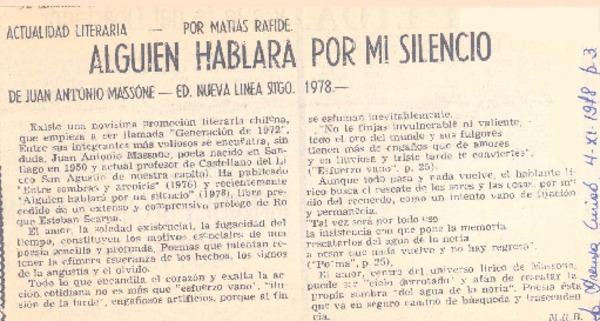 ACTUALIDAD LITERARIA — POR MATIAS RAFIDE.
ALGUIEN HABLARA POR MI SILENCIO
DE JUAN ANTONIO MASSONE — ED. NUEVA LINEA STGO. 1978.—
Existe una novísima promoción literaria chilena,
que empieza a ser llamada "Generación de 1972".
Entre sus integrantes más valiosos se encuentra, sin
duda, Juan Antonio Massone, poeta nacido en San-
tiago en 1950 y actual profesor de Castellano del Li-
ceo San Agustín de nuestra capital. Ha publicado
"Entre sombras y arcoiris" (1976) y recientemente
"Alguien hablará por mi silencio" (1978), libro pre-
cedido de un extenso y comprensivo prólogo de Ro
que Esteban Scarpa.
El amor, la soledad existencial, la fugacidad del
tiempo, constituyen los motivos esenciales de una
poesía sencilla y profunda. Poemas que intentan re-
tener la efímera esperanza de los hechos, los signos
de la angustia y el olvido.
Todo lo que encandila el corazón y exalta la ac
ción cotidiana no es más que "esfuerzo vano", "ilu-
sión de la tarde", engañosos artificios, porque al fin
se esfuman inevitablemente.
"No te finjas invulnerable ni valiente,
todo el oro del mundo y sus fulgores
tienen más de engaños que de amores
y en lluviosa y triste tarde te conviertes".
("Esfuerzo vano", p. 25).
Aunque todo pasa y nada vuelve, el hablante lí-
rico busca el rescate de los seres y las cosas, por me-
dio del recuerdo, como un intento vano de fijación
y permanencia.
"Tal vez será por todo eso
la insistencia con que pone la memoria
rescatarlos del agua de la noria
a pesar que nada vuelve y no hay regreso".
("Poema", p. 26).
El amor, centro del universo lírico de Massone,
puede ser "cielo derrotado" y afán de rescatar la
propia sombra "del agua de la noria". Poesía ésta
que va en seguro camino de búsqueda y trascenden
cia.
M.R.B.
La Prensa, Curicó 4-XI-1978 p. 3